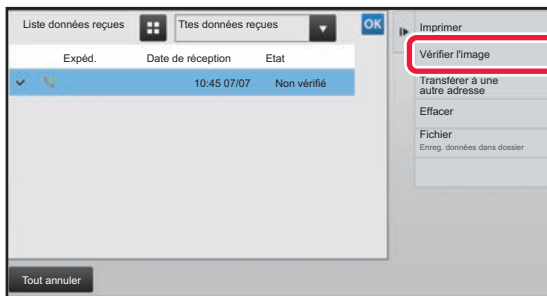 Liste données reçues
Ttes données reçues
OK
Expéd.
Date de réception
Etat
10:45 07/07
Non vérifié
Imprimer
Vérifier l'image
Transférer à une
autre adresse
Effacer
Fichier
Enreg. données dans dossier
Tout annuler